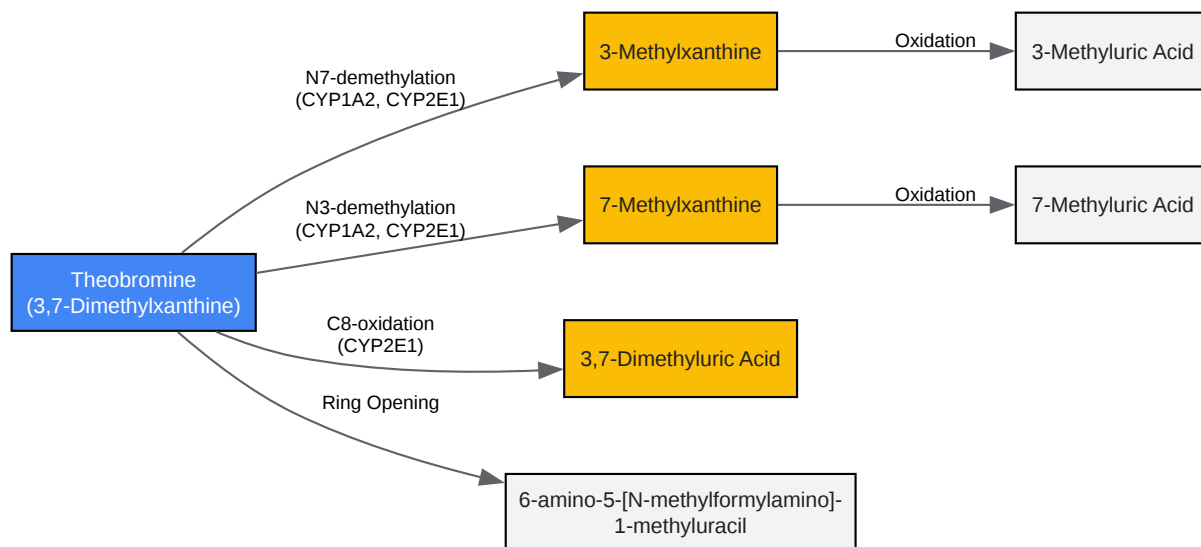 3-Methylxanthine
Oxidation
3-Methyluric Acid
N7-demethylation
(CYP1A2, CYP2E1)
7-Methylxanthine
Oxidation
7-Methyluric Acid
N3-demethylation
(CYP1A2, CYP2E1)
Theobromine
(3,7-Dimethylxanthine)
C8-oxidation
(CYP2E1)
3,7-Dimethyluric Acid
Ring Opening
6-amino-5-[N-methylformylamino]-
1-methyluracil